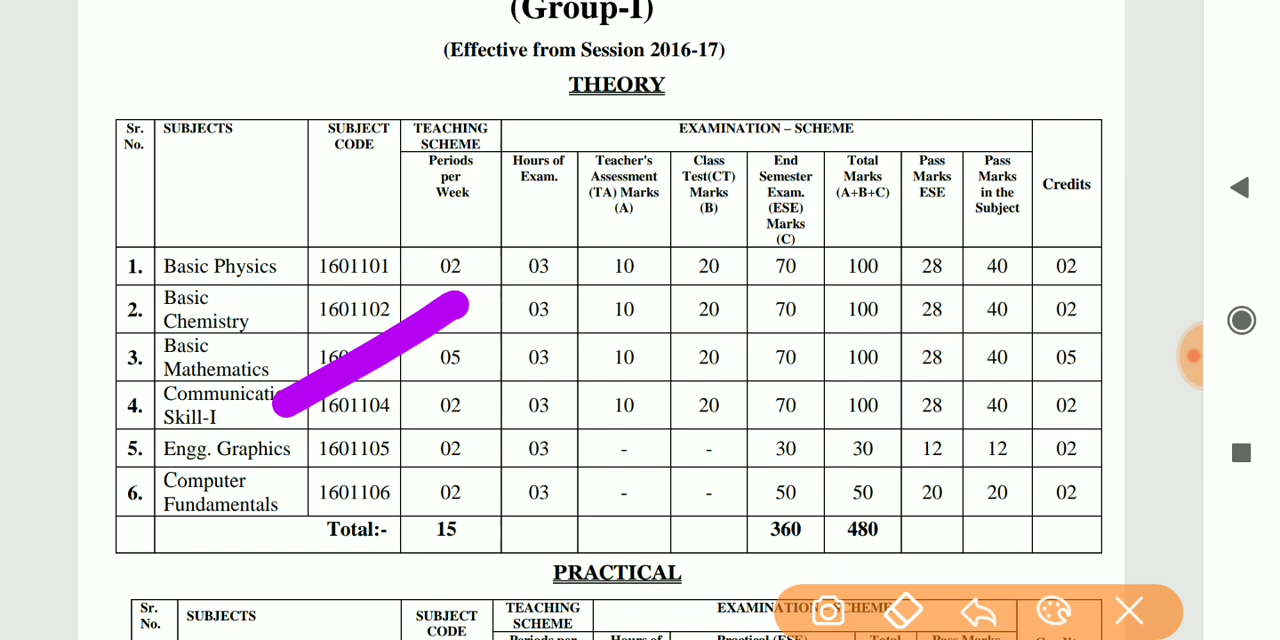 (Group-I)
(Effective from Session 2016-17)
THEORY
Sr. No. SUBJECTS SUBJECT CODE TEACHING SCHEME EXAMINATION – SCHEME Credits
Periods per Week Hours of Exam. Teacher's Assessment (TA) Marks (A) Class Test(CT) Marks (B) End Semester Exam. (ESE) Marks (C) Total Marks (A+B+C) Pass Marks ESE Pass Marks in the Subject
1. Basic Physics 1601101 02 03 10 20 70 100 28 40 02
2. Basic Chemistry 1601102 03 10 20 70 100 28 40 02
3. Basic Mathematics 05 03 10 20 70 100 28 40 05
4. Skill-I 1601104 02 03 10 20 70 100 28 40 02
5. Engg. Graphics 1601105 02 03 - - 30 30 12 12 02
6. Computer Fundamentals 1601106 02 03 - - 50 50 20 20 02
Total:- 15 360 480
PRACTICAL
Sr. No. SUBJECTS SUBJECT CODE TEACHING SCHEME EXAMINATION – SCHEME